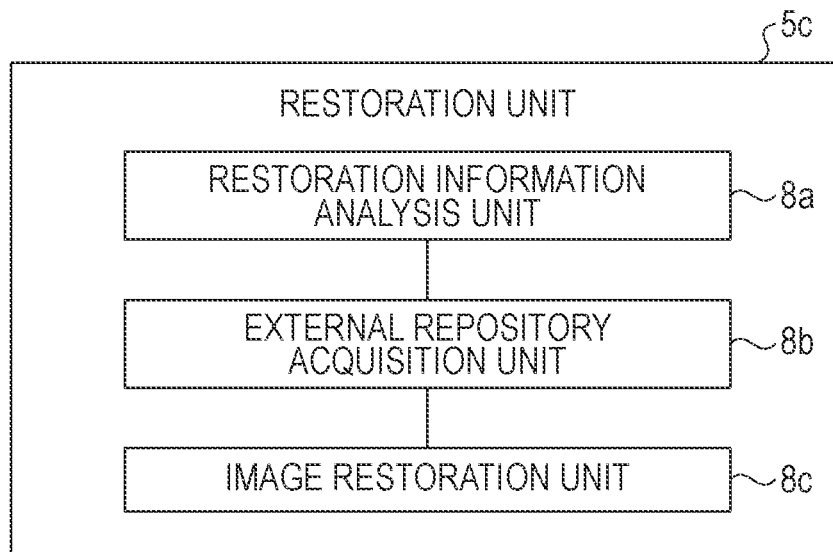 5c
RESTORATION UNIT
RESTORATION INFORMATION
ANALYSIS UNIT
8a
EXTERNAL REPOSITORY
ACQUISITION UNIT
8b
IMAGE RESTORATION UNIT
8c